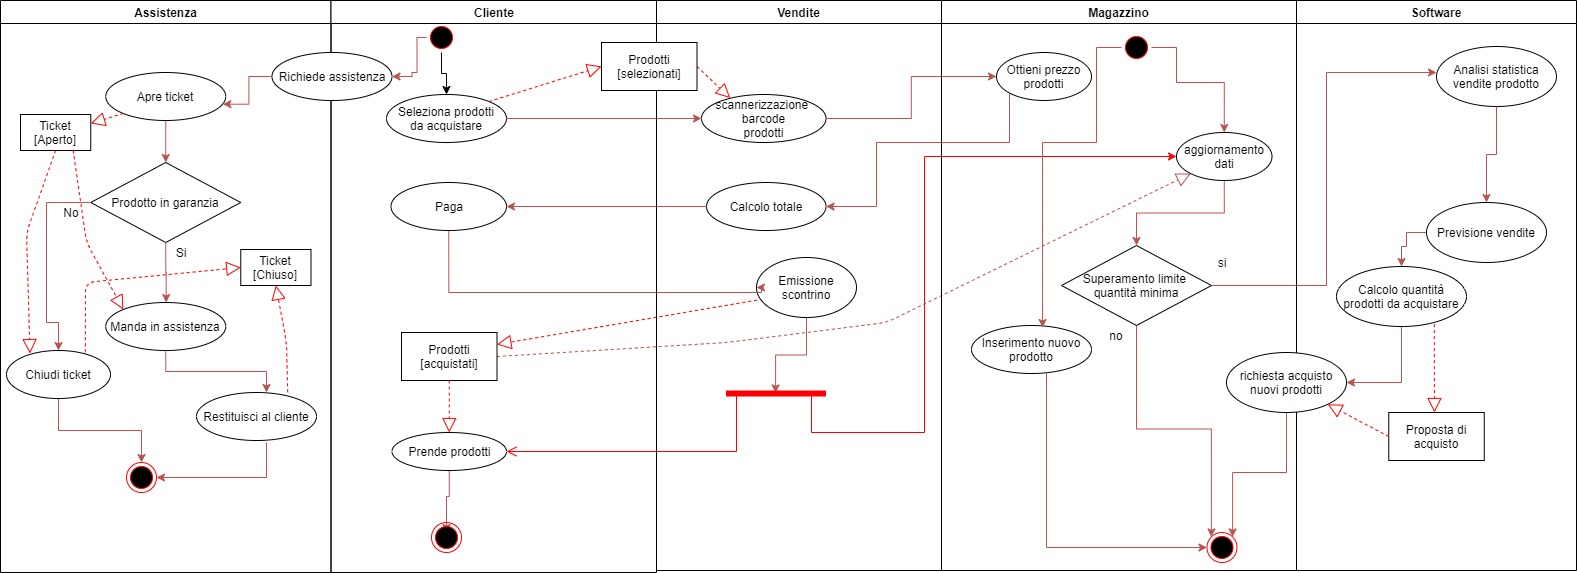 Assistenza
Cliente
Vendite
Magazzino
Software
Richiede assistenza
Apre ticket
Ticket
[Aperto]
Prodotto in garanzia
No
Si
Ticket
[Chiuso]
Manda in assistenza
Chiudi ticket
Restituisci al cliente
Seleziona prodotti
da acquistare
Prodotti
[selezionati]
Paga
Prodotti
[acquistati]
Prende prodotti
scannerizzazione
barcode
prodotti
Calcolo totale
Emissione
scontrino
Ottieni prezzo
prodotti
aggiornamento
dati
Superamento limite
quantità minima
si
no
Inserimento nuovo
prodotto
Analisi statistica
vendite prodotto
Previsione vendite
Calcolo quantità
prodotti da acquistare
richiesta acquisto
nuovi prodotti
Proposta di
acquisto